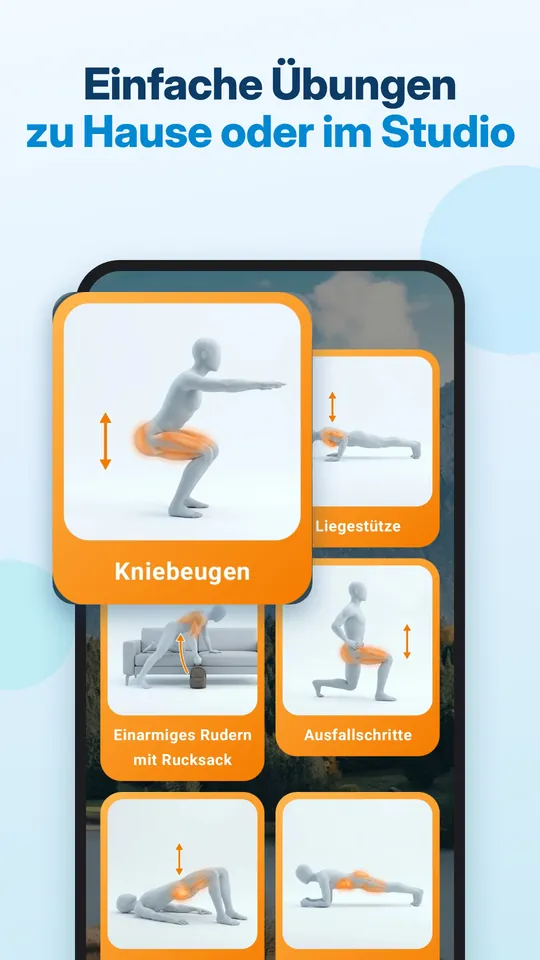 Einfache Übungen
zu Hause oder im Studio
Liegestütze
Kniebeugen
Einarmiges Rudern
mit Rucksack
Ausfallschritte